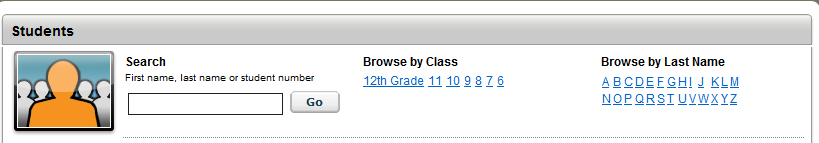 Students
Search
First name, last name or student number
Go
Browse by Class
12th Grade 11 10 9 8 7 6
Browse by Last Name
A B C D E F G H I J K L M
N O P Q R S T U V W X Y Z